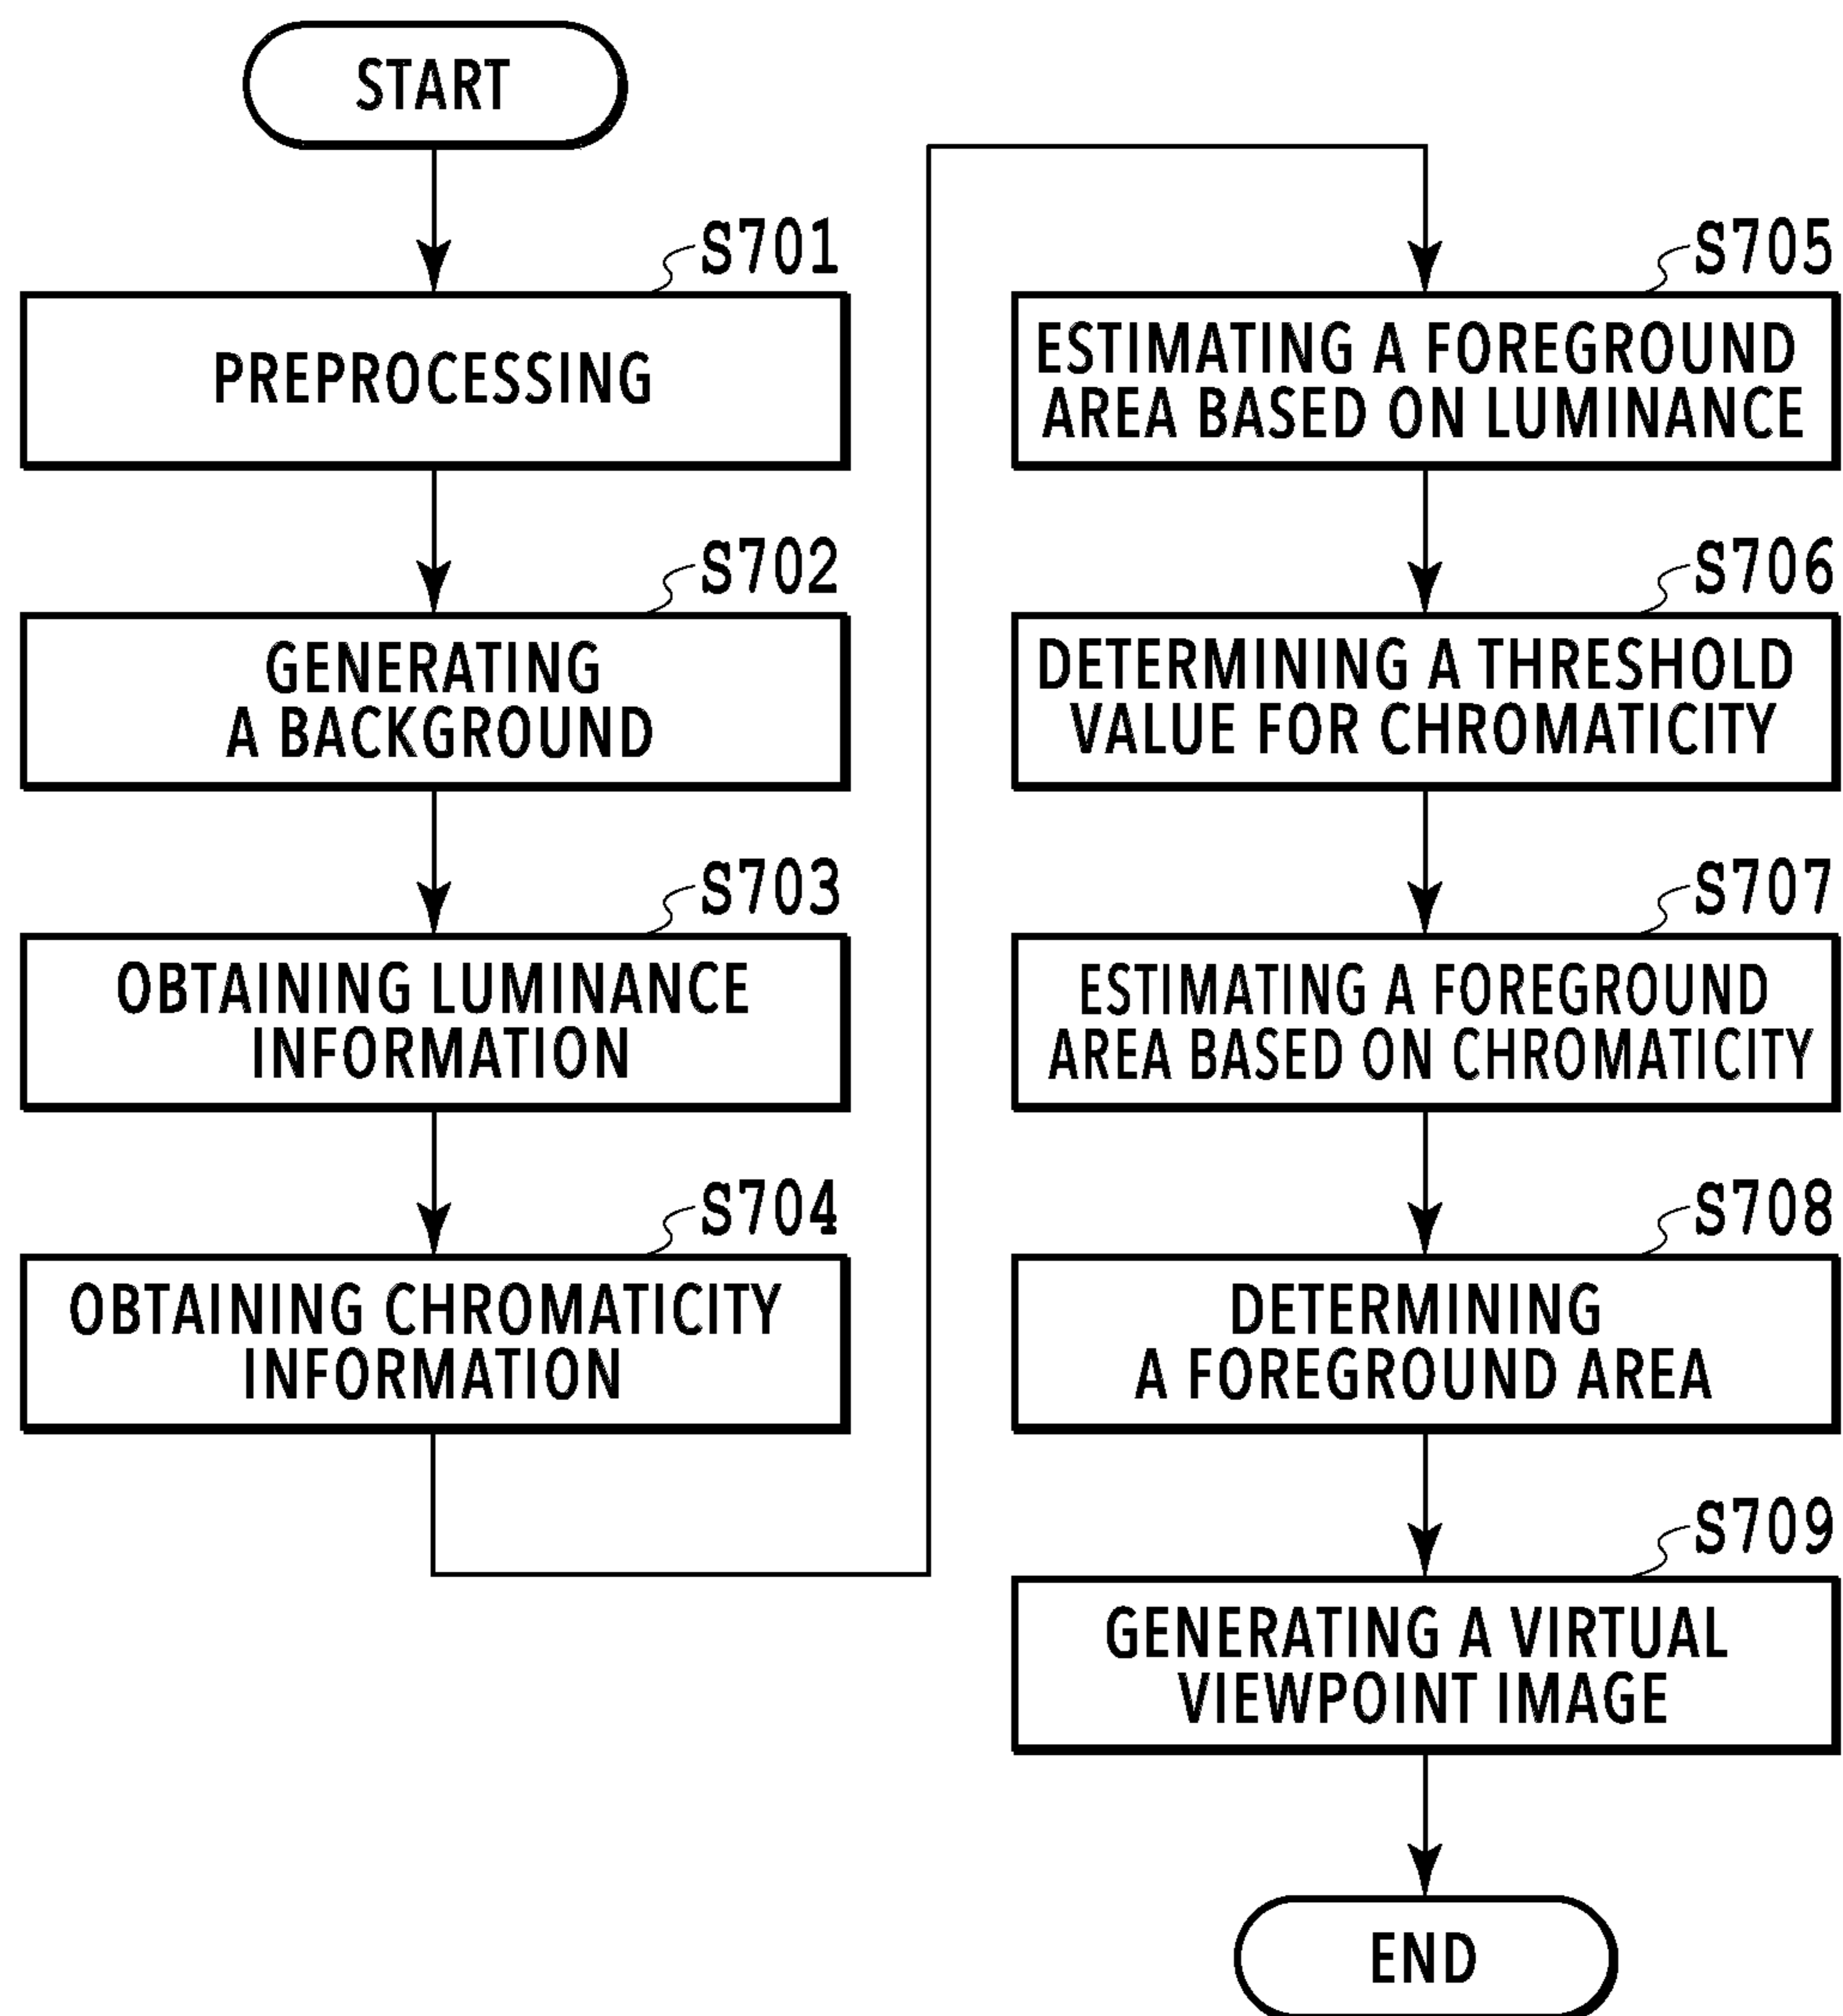 START
S701
PREPROCESSING
S702
GENERATING
A BACKGROUND
S703
OBTAINING LUMINANCE
INFORMATION
S704
OBTAINING CHROMATICITY
INFORMATION
S705
ESTIMATING A FOREGROUND
AREA BASED ON LUMINANCE
S706
DETERMINING A THRESHOLD
VALUE FOR CHROMATICITY
S707
ESTIMATING A FOREGROUND
AREA BASED ON CHROMATICITY
S708
DETERMINING
A FOREGROUND AREA
S709
GENERATING A VIRTUAL
VIEWPOINT IMAGE
END